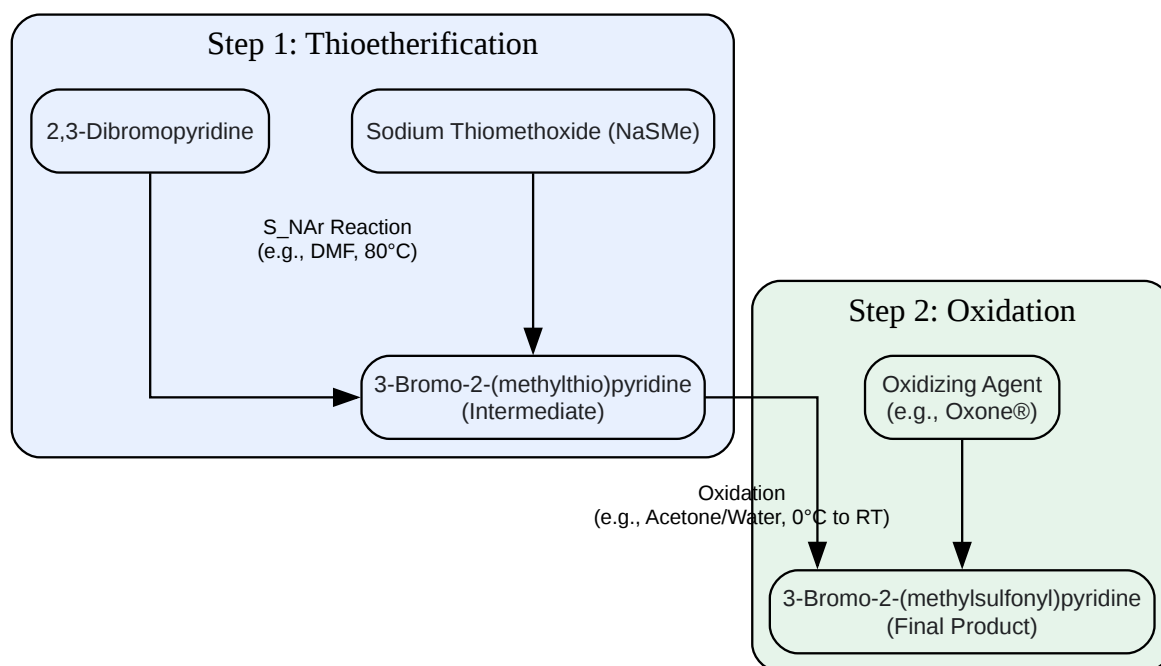 Step 1: Thioetherification
2,3-Dibromopyridine
Sodium Thiomethoxide (NaSMe)
S_NAr Reaction
(e.g., DMF, 80°C)
3-Bromo-2-(methylthio)pyridine
(Intermediate)
Step 2: Oxidation
Oxidizing Agent
(e.g., Oxone®)
Oxidation
(e.g., Acetone/Water, 0°C to RT)
3-Bromo-2-(methylsulfonyl)pyridine
(Final Product)